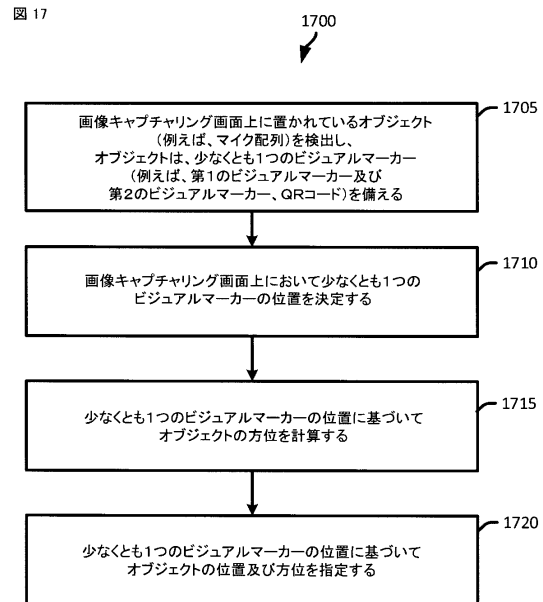 図 17
1700
1705
画像キャプチャリング画面上に置かれているオブジェクト
(例えば、マイク配列)を検出し、
オブジェクトは、少なくとも1つのビジュアルマーカー
(例えば、第1のビジュアルマーカー及び
第2のビジュアルマーカー、QRコード)を備える
1710
画像キャプチャリング画面上において少なくとも1つの
ビジュアルマーカーの位置を決定する
1715
少なくとも1つのビジュアルマーカーの位置に基づいて
オブジェクトの方位を計算する
1720
少なくとも1つのビジュアルマーカーの位置に基づいて
オブジェクトの位置及び方位を指定する